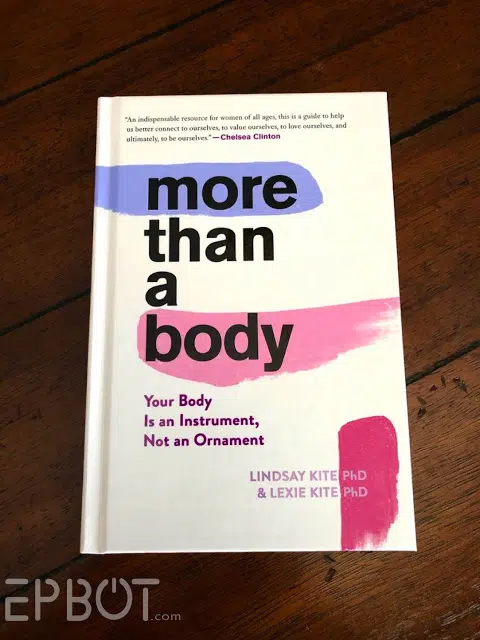 "An indispensable resource for women of all ages, this is a guide to help
us better connect to ourselves, to value ourselves, to love ourselves, and
ultimately, to be ourselves."—Chelsea Clinton
more
than
a
body
Your Body
Is an Instrument,
Not an Ornament
LINDSAY KITE PhD
& LEXIE KITE PhD
EPBOT.com